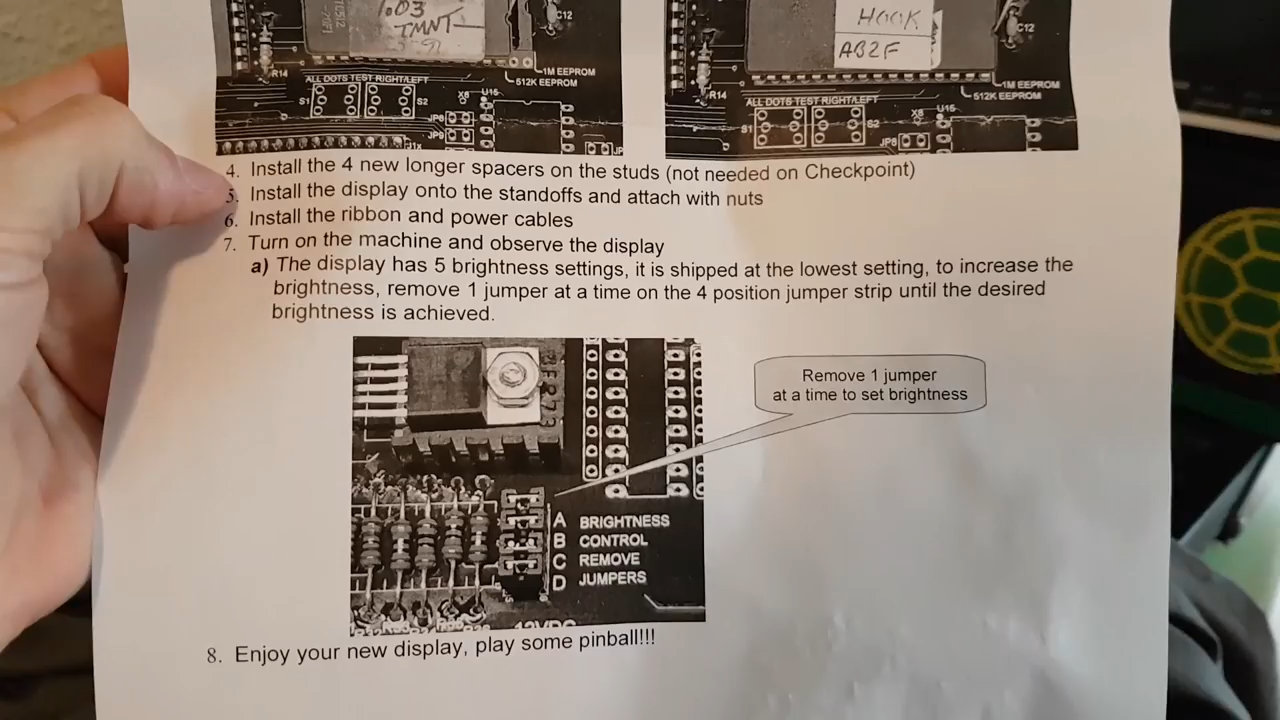 1.03
TMNT
HOOK
AB2F
C12
C12
R14
ALL DOTS TEST RIGHT/LEFT
1M EEPROM
512K EEPROM
S1
S2
X8
U15
JP8
JP9
JP
R14
ALL DOTS TEST RIGHT/LEFT
1M EEPROM
512K EEPROM
S1
S2
X8
U15
JP8
4. Install the 4 new longer spacers on the studs (not needed on Checkpoint)
5. Install the display onto the standoffs and attach with nuts
6. Install the ribbon and power cables
7. Turn on the machine and observe the display
a) The display has 5 brightness settings, it is shipped at the lowest setting, to increase the
brightness, remove 1 jumper at a time on the 4 position jumper strip until the desired
brightness is achieved.
Remove 1 jumper
at a time to set brightness
A BRIGHTNESS
B CONTROL
C REMOVE
D JUMPERS
12VDC
8. Enjoy your new display, play some pinball!!!